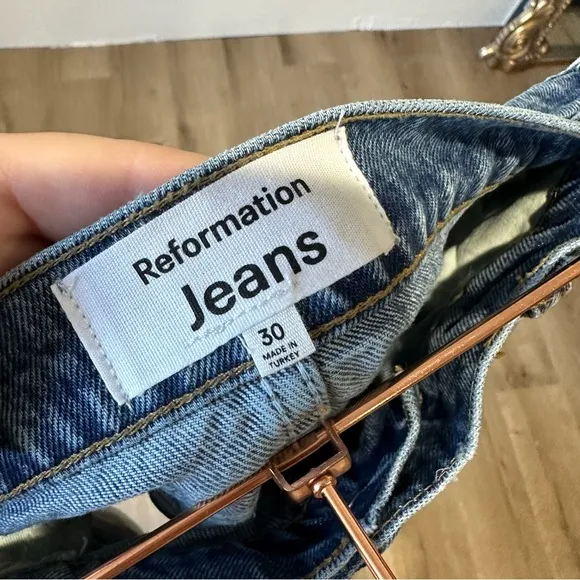 Reformation
Jeans
30
MADE IN
TURKEY